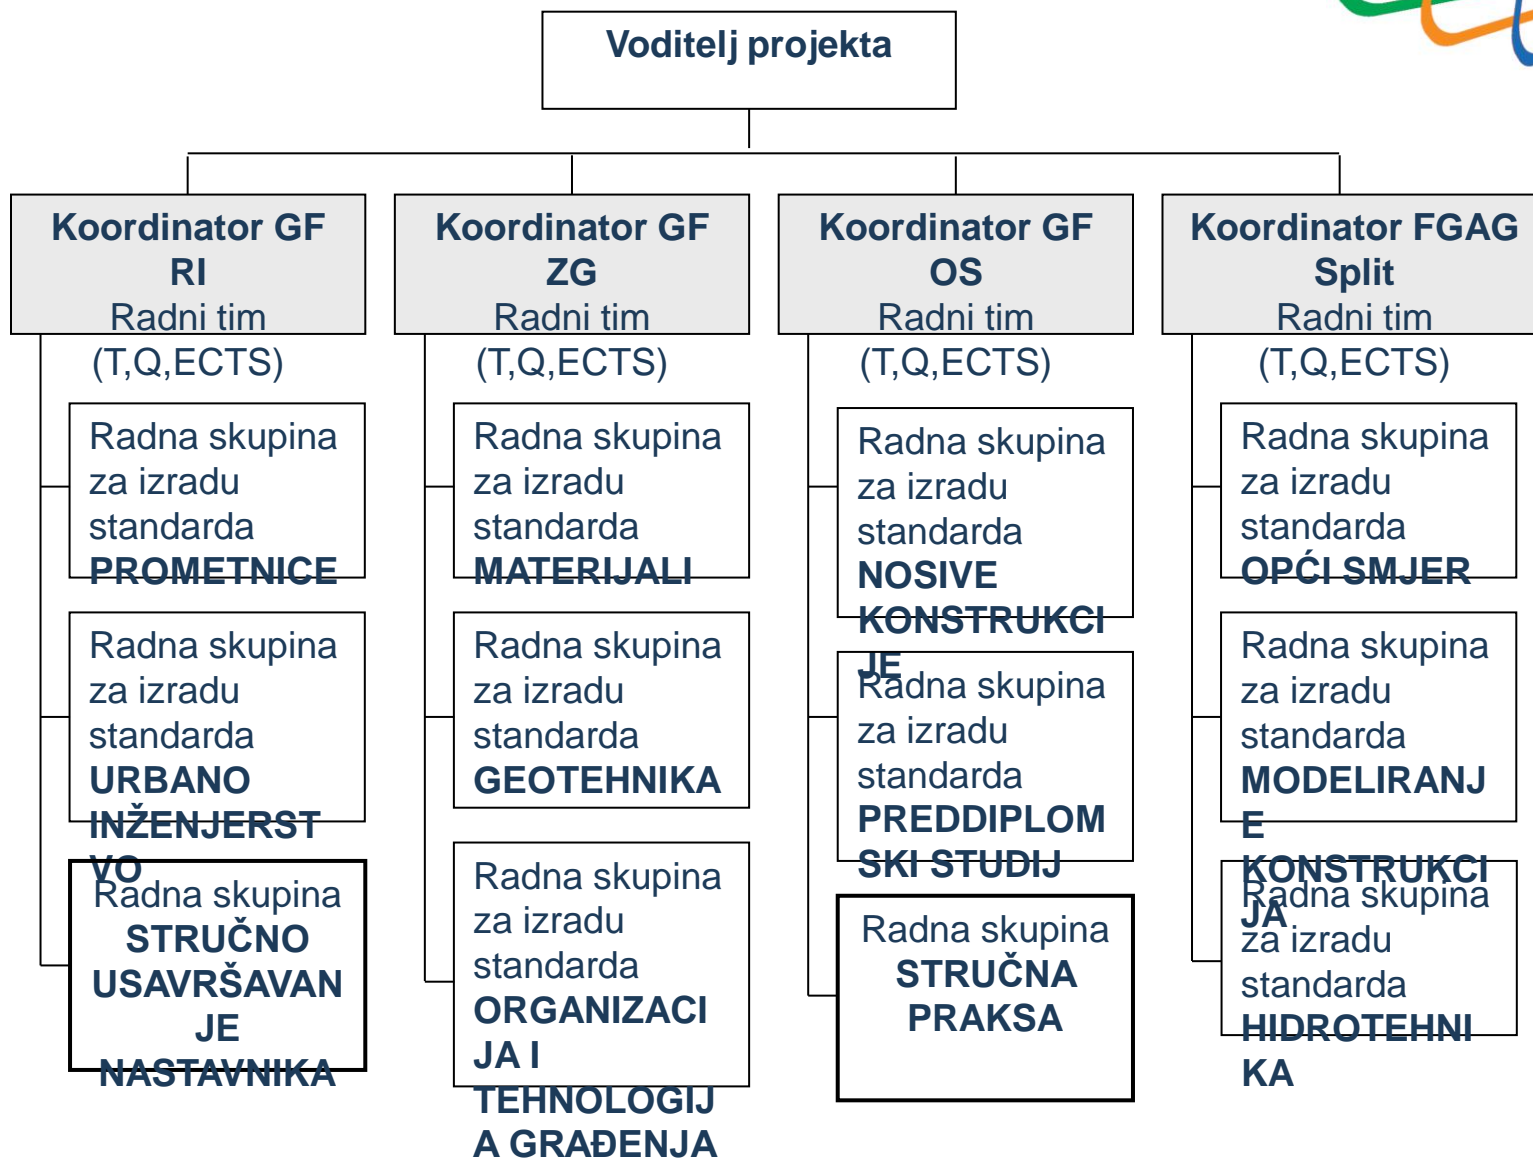 Voditelj projekta
Koordinator GF
RI
Radni tim
(T,Q,ECTS)
Radna skupina
za izradu
standarda
PROMETNICE
Radna skupina
za izradu
standarda
URBANO
INŽENJERST
VO
Radna skupina
STRUČNO
USAVRŠAVAN
JE
NASTAVNIKA
Koordinator GF
ZG
Radni tim
(T,Q,ECTS)
Radna skupina
za izradu
standarda
MATERIJALI
Radna skupina
za izradu
standarda
GEOTEHNIKA
Radna skupina
za izradu
standarda
ORGANIZACI
JA I
TEHNOLOGIJ
A GRAĐENJA
Koordinator GF
OS
Radni tim
(T,Q,ECTS)
Radna skupina
za izradu
standarda
NOSIVE
KONSTRUKCI
JE
Radna skupina
za izradu
standarda
PREDDIPLOM
SKI STUDIJ
Radna skupina
STRUČNA
PRAKSA
Koordinator FGAG
Split
Radni tim
(T,Q,ECTS)
Radna skupina
za izradu
standarda
OPĆI SMJER
Radna skupina
za izradu
standarda
MODELIRANJ
E
KONSTRUKCI
JA
Radna skupina
za izradu
standarda
HIDROTEHNI
KA